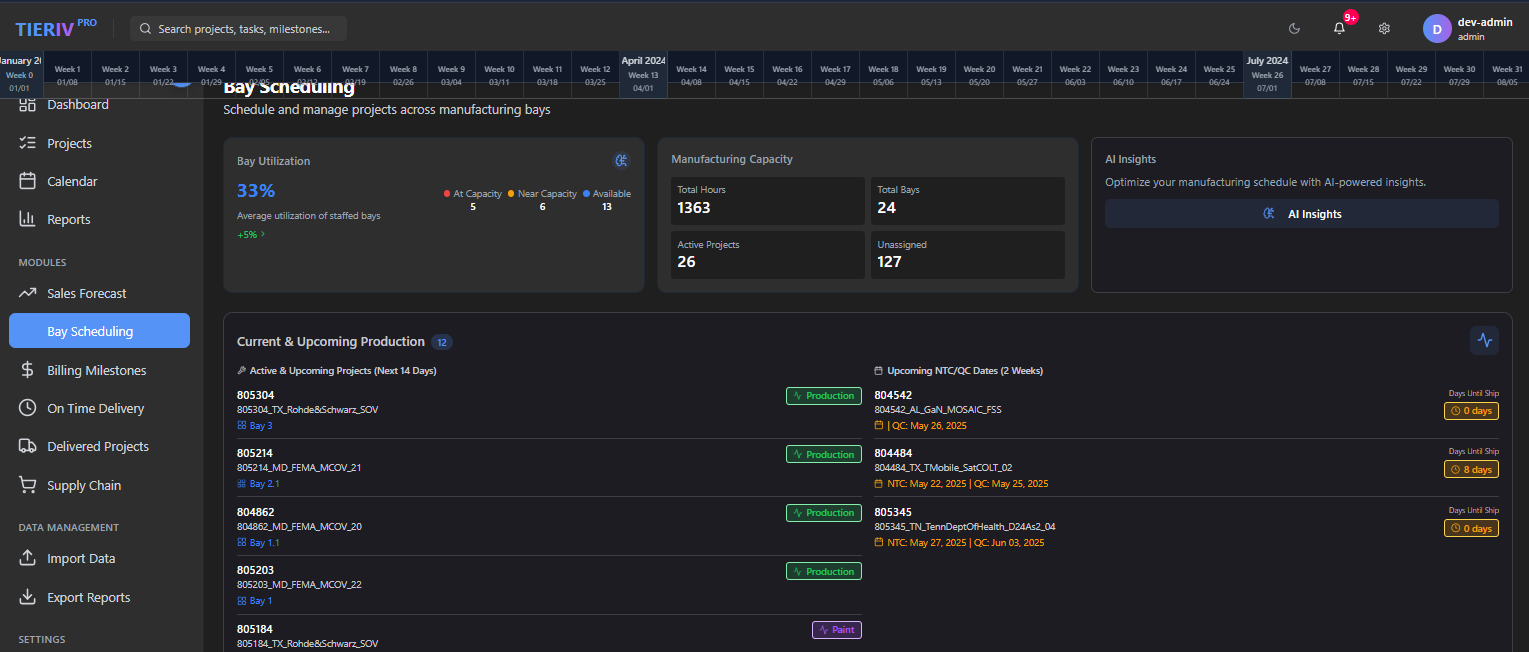 TIERIV PRO
Search projects, tasks, milestones...
9+
D
dev-admin
admin
January 20
Week 0
01/01
Week 1
01/08
Week 2
01/15
Week 3
01/22
Week 4
01/29
Week 5
02/05
Week 6
02/12
Week 7
02/19
Week 8
02/26
Week 9
03/04
Week 10
03/11
Week 11
03/18
Week 12
03/25
April 2024
Week 13
04/01
Week 14
04/08
Week 15
04/15
Week 16
04/22
Week 17
04/29
Week 18
05/06
Week 19
05/13
Week 20
05/20
Week 21
05/27
Week 22
06/03
Week 23
06/10
Week 24
06/17
Week 25
06/24
July 2024
Week 26
07/01
Week 27
07/08
Week 28
07/15
Week 29
07/22
Week 30
07/29
Week 31
08/05
Dashboard
Projects
Calendar
Reports
MODULES
Sales Forecast
Bay Scheduling
Billing Milestones
On Time Delivery
Delivered Projects
Supply Chain
DATA MANAGEMENT
Import Data
Export Reports
SETTINGS
Bay Scheduling
Schedule and manage projects across manufacturing bays
Bay Utilization
33%
Average utilization of staffed bays
+5% >
At Capacity
5
Near Capacity
6
Available
13
Manufacturing Capacity
Total Hours
1363
Total Bays
24
Active Projects
26
Unassigned
127
AI Insights
Optimize your manufacturing schedule with AI-powered insights.
AI Insights
Current & Upcoming Production 12
Active & Upcoming Projects (Next 14 Days)
805304
805304_TX_Rohde&Schwarz_SOV
Bay 3
Production
805214
805214_MD_FEMA_MCOV_21
Bay 2.1
Production
804862
804862_MD_FEMA_MCOV_20
Bay 1.1
Production
805203
805203_MD_FEMA_MCOV_22
Bay 1
Production
805184
805184_TX_Rohde&Schwarz_SOV
Paint
Upcoming NTC/QC Dates (2 Weeks)
804542
804542_AL_GaN_MOSAIC_FSS
| QC: May 26, 2025
Days Until Ship
0 days
804484
804484_TX_TMobile_SatCOLT_02
NTC: May 22, 2025 | QC: May 25, 2025
Days Until Ship
8 days
805345
805345_TN_TennDeptOfHealth_D24As2_04
NTC: May 27, 2025 | QC: Jun 03, 2025
Days Until Ship
0 days